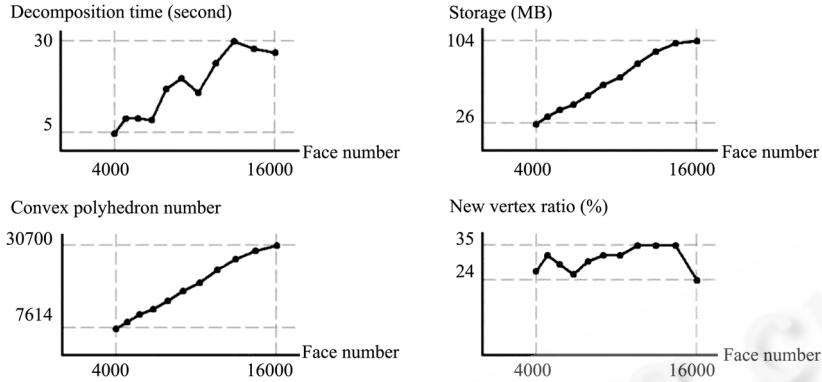 Decomposition time (second)
30
5
4000
16000
Face number
Storage (MB)
104
26
4000
16000
Face number
Convex polyhedron number
30700
7614
4000
16000
Face number
New vertex ratio (%)
35
24
4000
16000
Face number